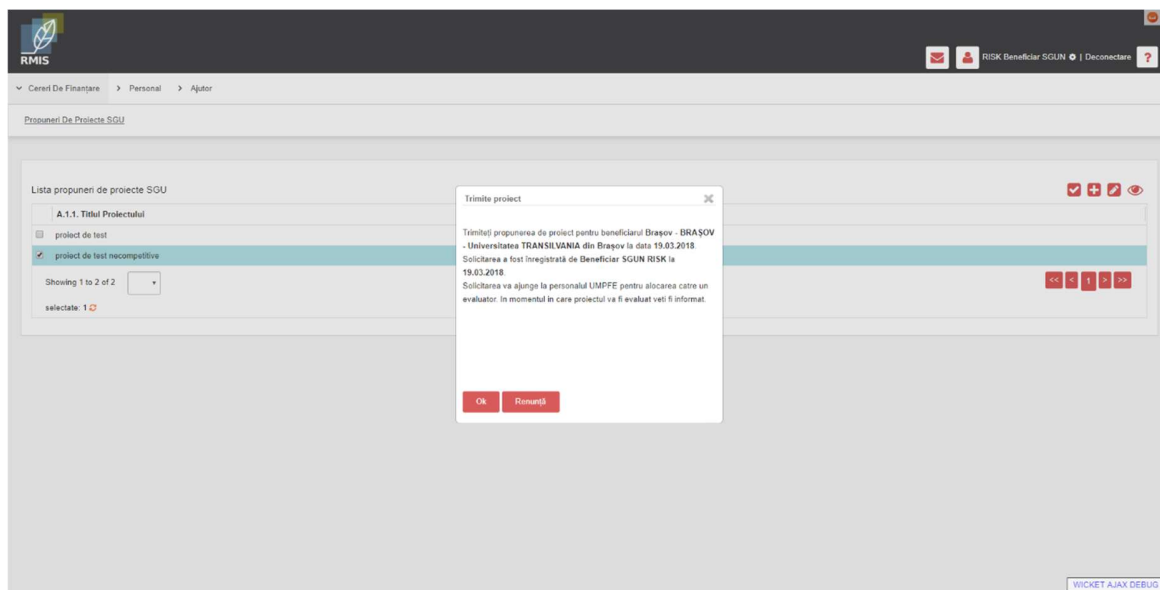 RMIS
RISK Beneficiar SGUN | Deconectare ?
Cereri De Finanțare > Personal > Ajutor
Propuneri De Proiecte SGU
Lista propuneri de proiecte SGU
A.1.1. Titlul Proiectului
proiect de test
proiect de test necompetitive
Showing 1 to 2 of 2
<< < 1 > >>
selectate: 1
Trimite proiect
Trimiteți propunerea de proiect pentru beneficiarul Brașov - BRAȘOV
- Universitatea TRANSILVANIA din Brașov la data 19.03.2018.
Solicitarea a fost înregistrată de Beneficiar SGUN RISK la
19.03.2018.
Solicitarea va ajunge la personalul UMPFE pentru alocarea catre un
evaluator. In momentul in care proiectul va fi evaluat veti fi informat.
Ok Renunță
WICKET AJAX DEBUG